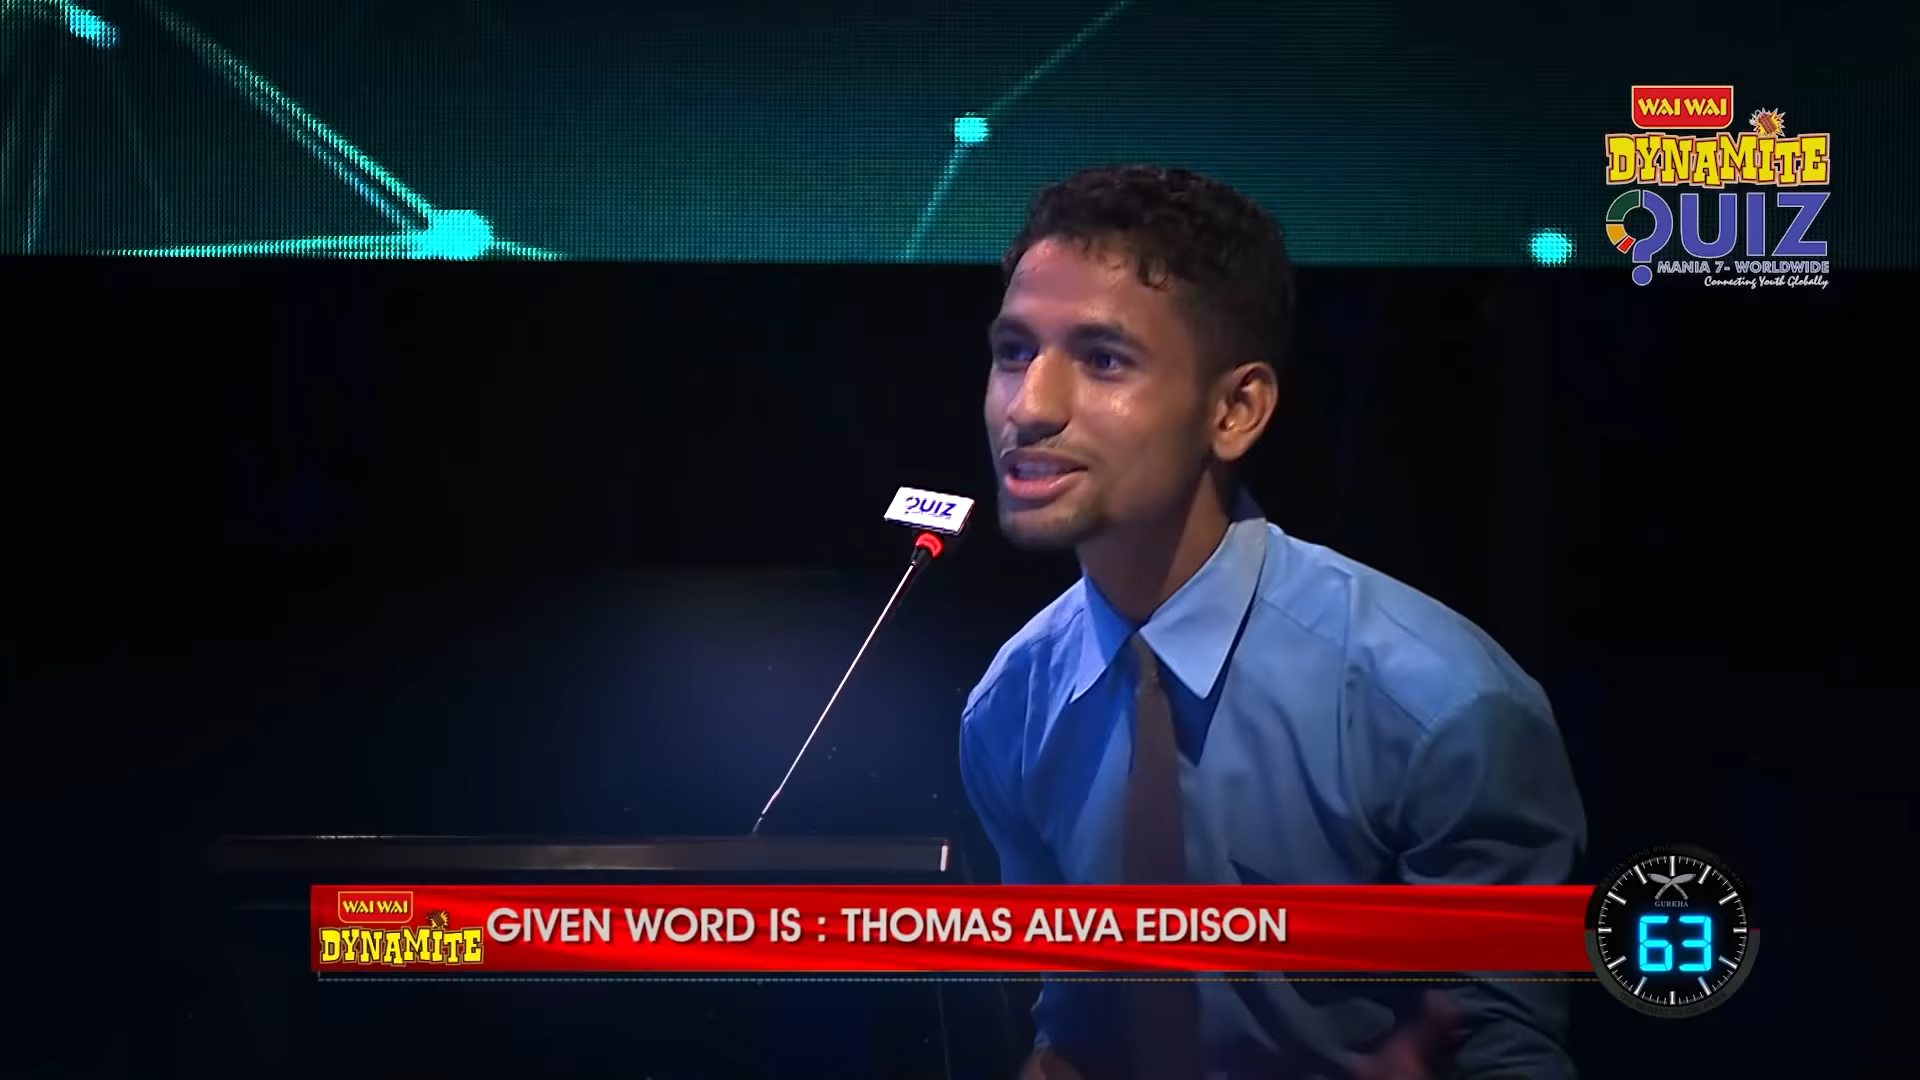 WAI WAI
DYNAMITE
QUIZ
MANIA 7- WORLDWIDE
Connecting Youth Globally
QUIZ
WAI WAI
DYNAMITE
GIVEN WORD IS : THOMAS ALVA EDISON
GURKHA
63